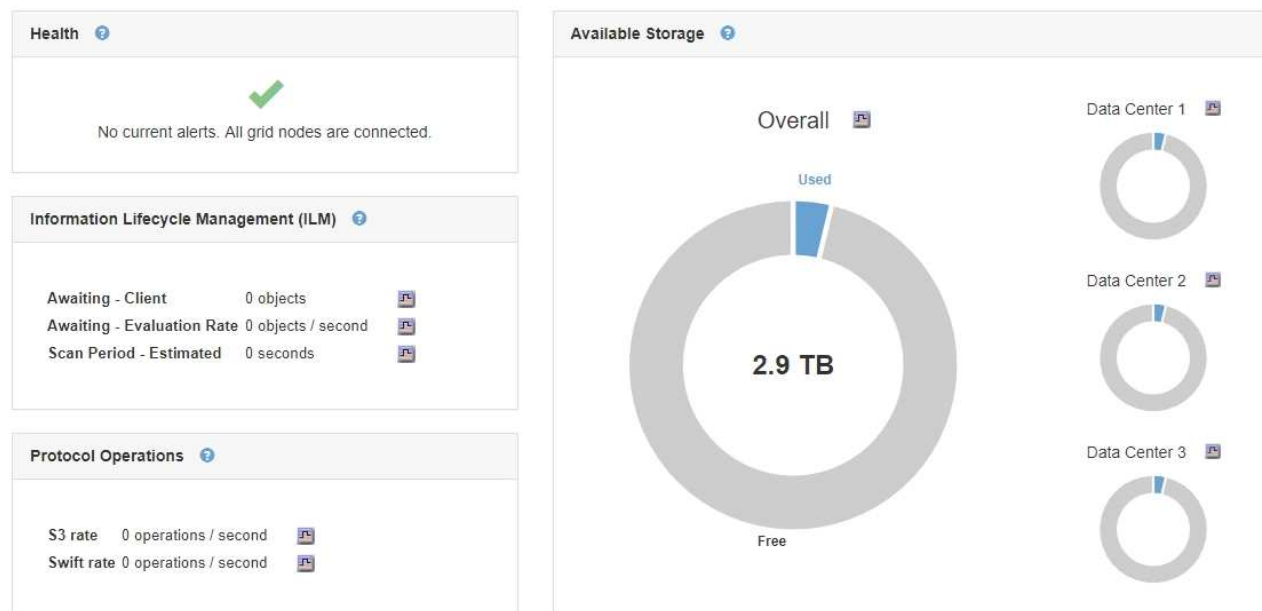 Health
No current alerts. All grid nodes are connected.
Information Lifecycle Management (ILM)
Awaiting - Client 0 objects
Awaiting - Evaluation Rate 0 objects / second
Scan Period - Estimated 0 seconds
Protocol Operations
S3 rate 0 operations / second
Swift rate 0 operations / second
Available Storage
Overall
Used
2.9 TB
Free
Data Center 1
Data Center 2
Data Center 3